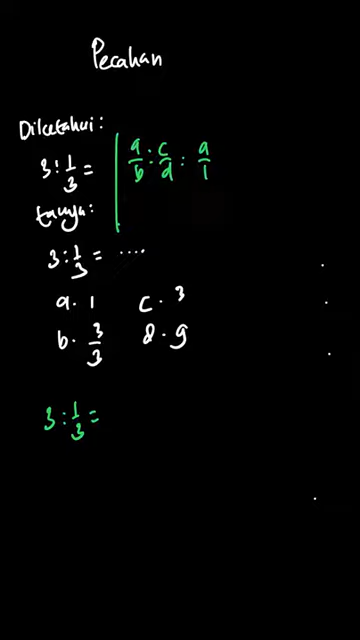 Pecahan
Diketahui:
3 : 1/3 =
a/b : c/d = a/1
tanya:
3 : 1/3 = ....
a. 1 c. 3
b. 3/3 d. 9
3 : 1/3 =